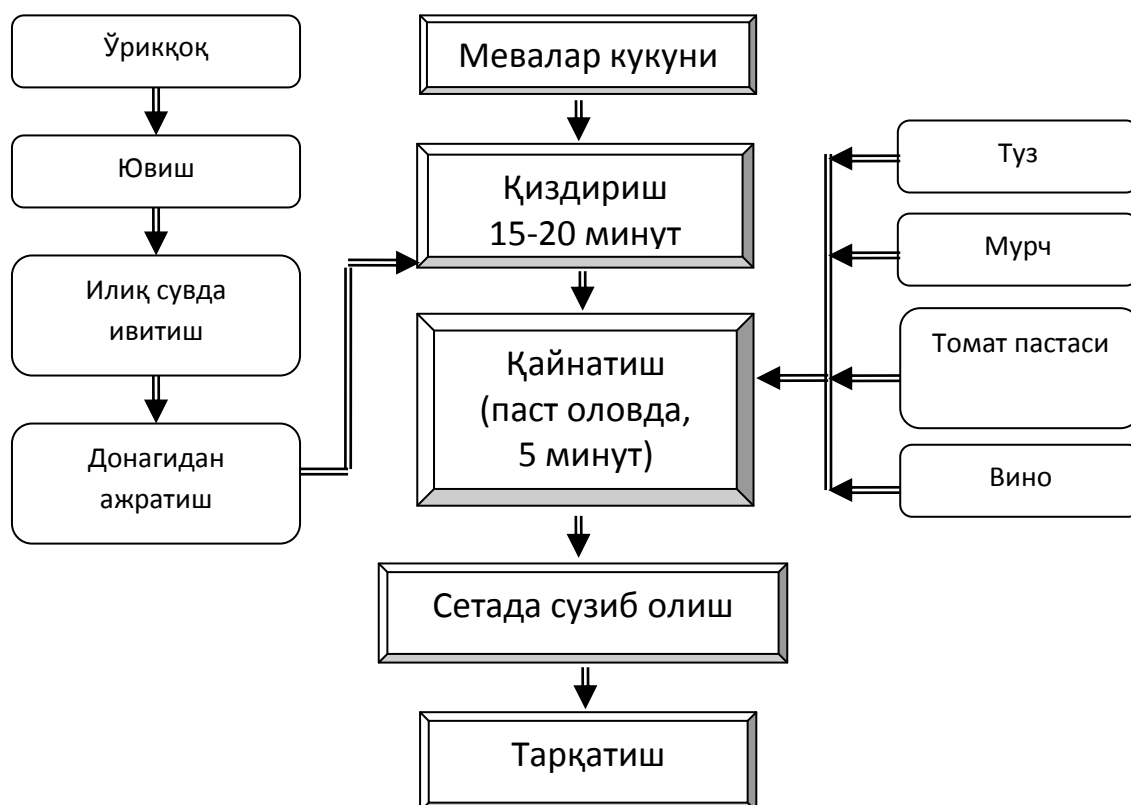 Ўрикқоқ
Ювиш
Илиқ сувда
ивитиш
Донагидан
ажратиш
Мевалар кукуни
Қиздириш
15-20 минут
Қайнатиш
(паст оловда,
5 минут)
Сетада сузиб олиш
Тарқатиш
Туз
Мурч
Томат пастаси
Вино